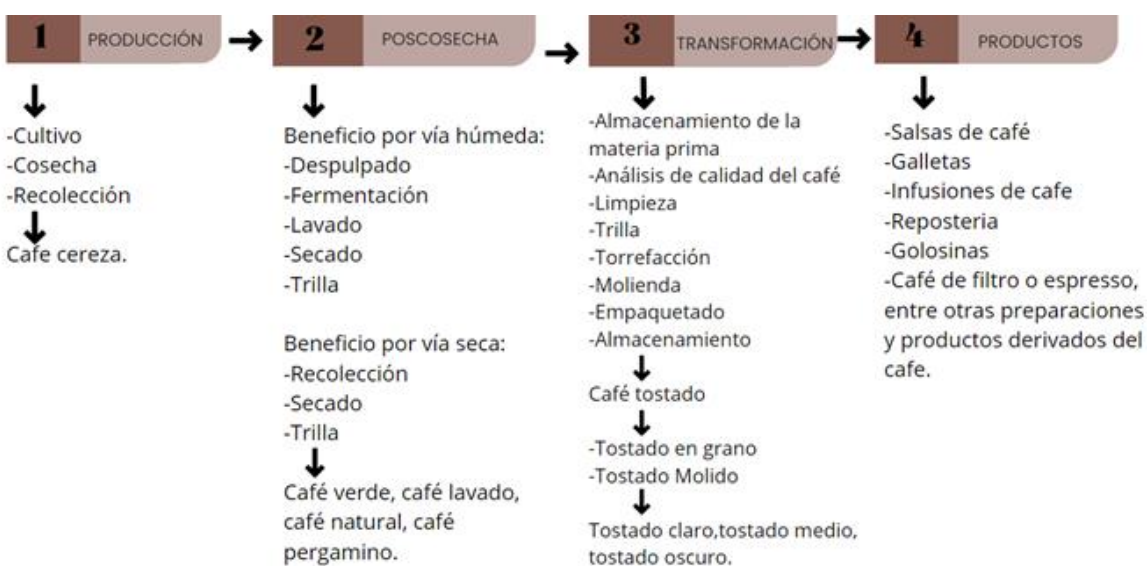 1 PRODUCCIÓN
-Cultivo
-Cosecha
-Recolección
Cafe cereza.
2 POSCOSECHA
Beneficio por vía húmeda:
-Despulpado
-Fermentación
-Lavado
-Secado
-Trilla
Beneficio por vía seca:
-Recolección
-Secado
-Trilla
Café verde, café lavado,
café natural, café
pergamino.
3 TRANSFORMACIÓN
-Almacenamiento de la
materia prima
-Análisis de calidad del café
-Limpieza
-Trilla
-Torrefacción
-Molienda
-Empaquetado
-Almacenamiento
Café tostado
-Tostado en grano
-Tostado Molido
Tostado claro,tostado medio,
tostado oscuro.
4 PRODUCTOS
-Salsas de café
-Galletas
-Infusiones de cafe
-Reposteria
-Golosinas
-Café de filtro o espresso,
entre otras preparaciones
y productos derivados del
cafe.